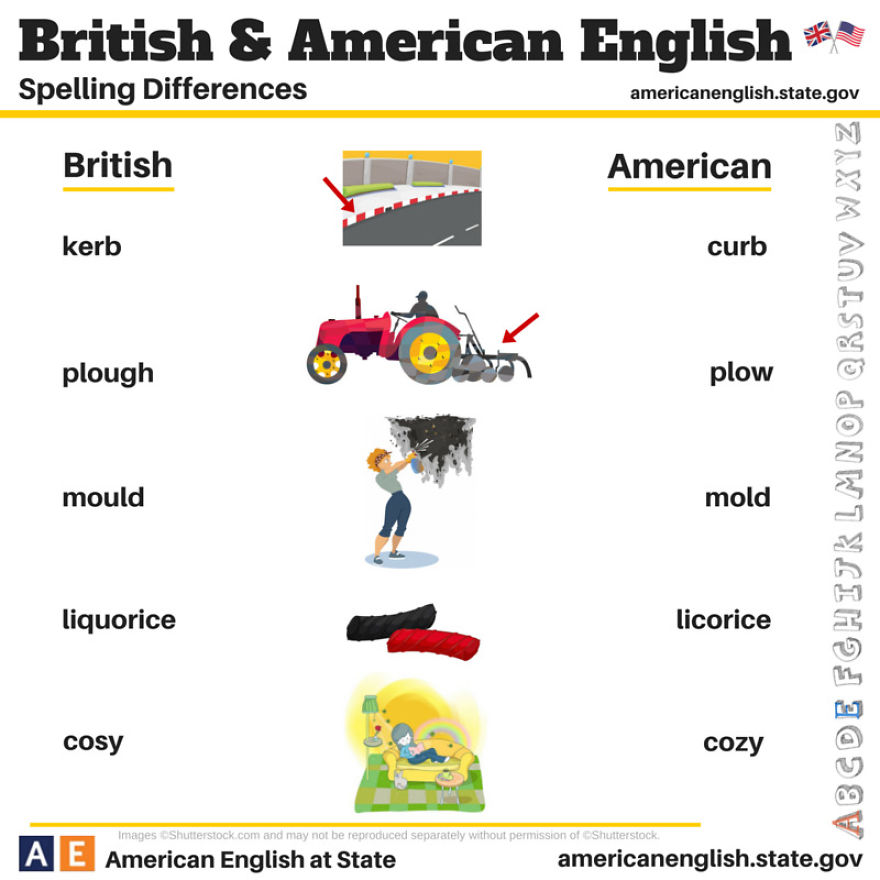 British & American English
Spelling Differences
americanenglish.state.gov
British
American
kerb
curb
plough
plow
mould
mold
liquorice
licorice
cosy
cozy
ABCDEFGHIJKLMNOPQRSTUVWXYZ
Images ©Shutterstock.com and may not be reproduced separately without permission of ©Shutterstock.
AE American English at State
americanenglish.state.gov